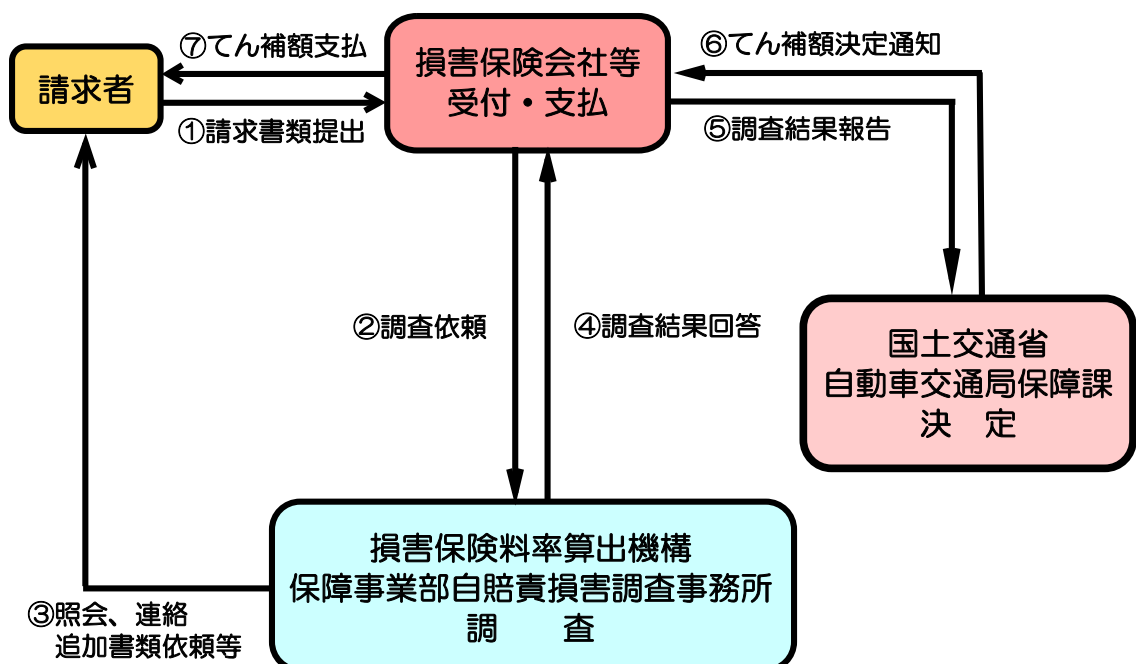 ⑦てん補額支払
請求者
①請求書類提出
損害保険会社等
受付・支払
⑥てん補額決定通知
⑤調査結果報告
②調査依頼
④調査結果回答
国土交通省
自動車交通局保障課
決 定
損害保険料率算出機構
保障事業部自賠責損害調査事務所
調 査
③照会、連絡
追加書類依頼等